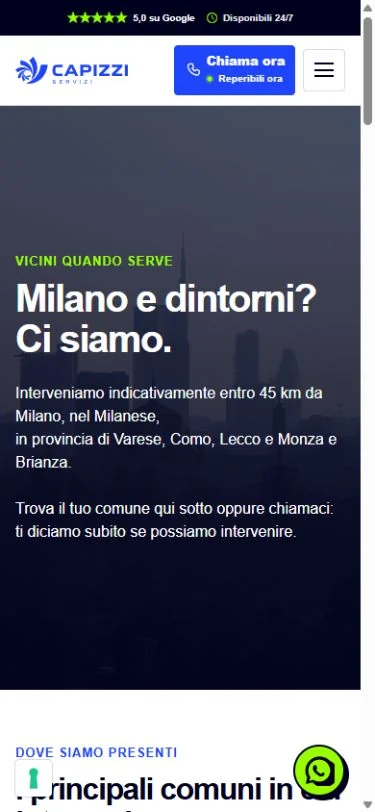 5,0 su Google Disponibili 24/7
CAPIZZI
SERVIZI
Chiama ora
Reperibili ora
VICINI QUANDO SERVE
Milano e dintorni?
Ci siamo.
Interveniamo indicativamente entro 45 km da
Milano, nel Milanese,
in provincia di Varese, Como, Lecco e Monza e
Brianza.
Trova il tuo comune qui sotto oppure chiamaci:
ti diciamo subito se possiamo intervenire.
DOVE SIAMO PRESENTI
principali comuni in